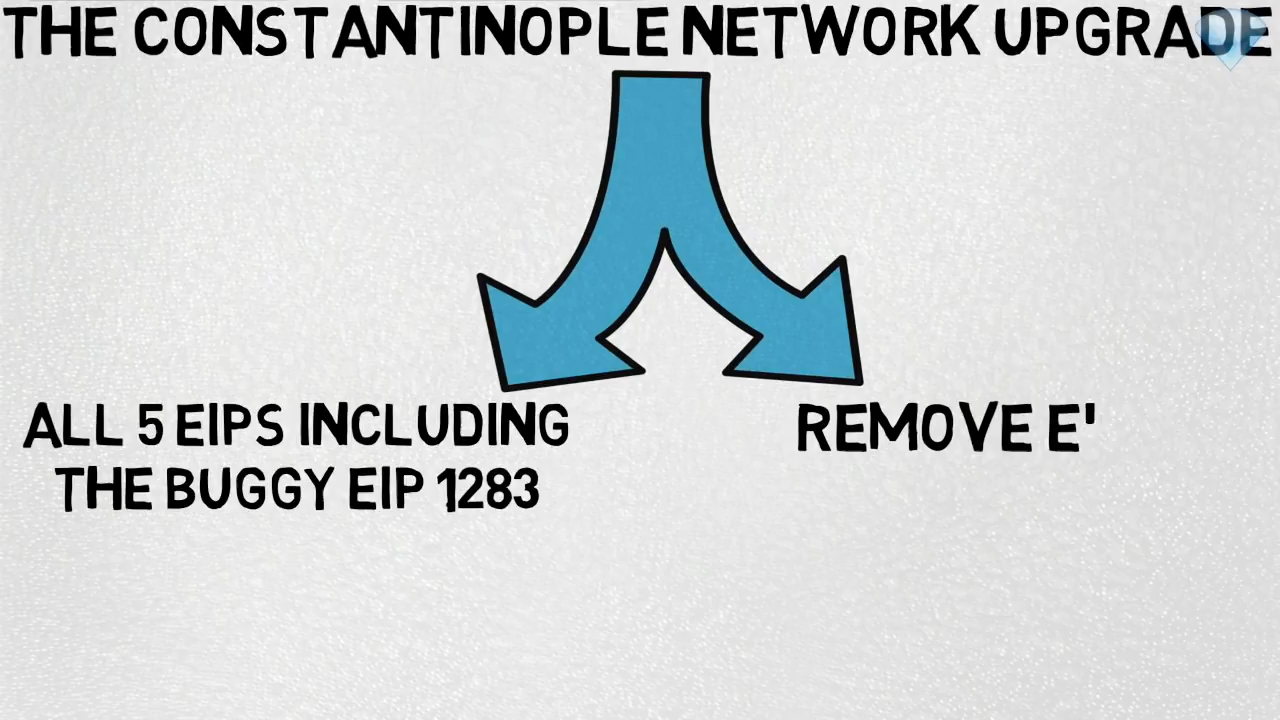 THE CONSTANTINOPLE NETWORK UPGRADE
ALL 5 EIPS INCLUDING
THE BUGGY EIP 1283
REMOVE E'